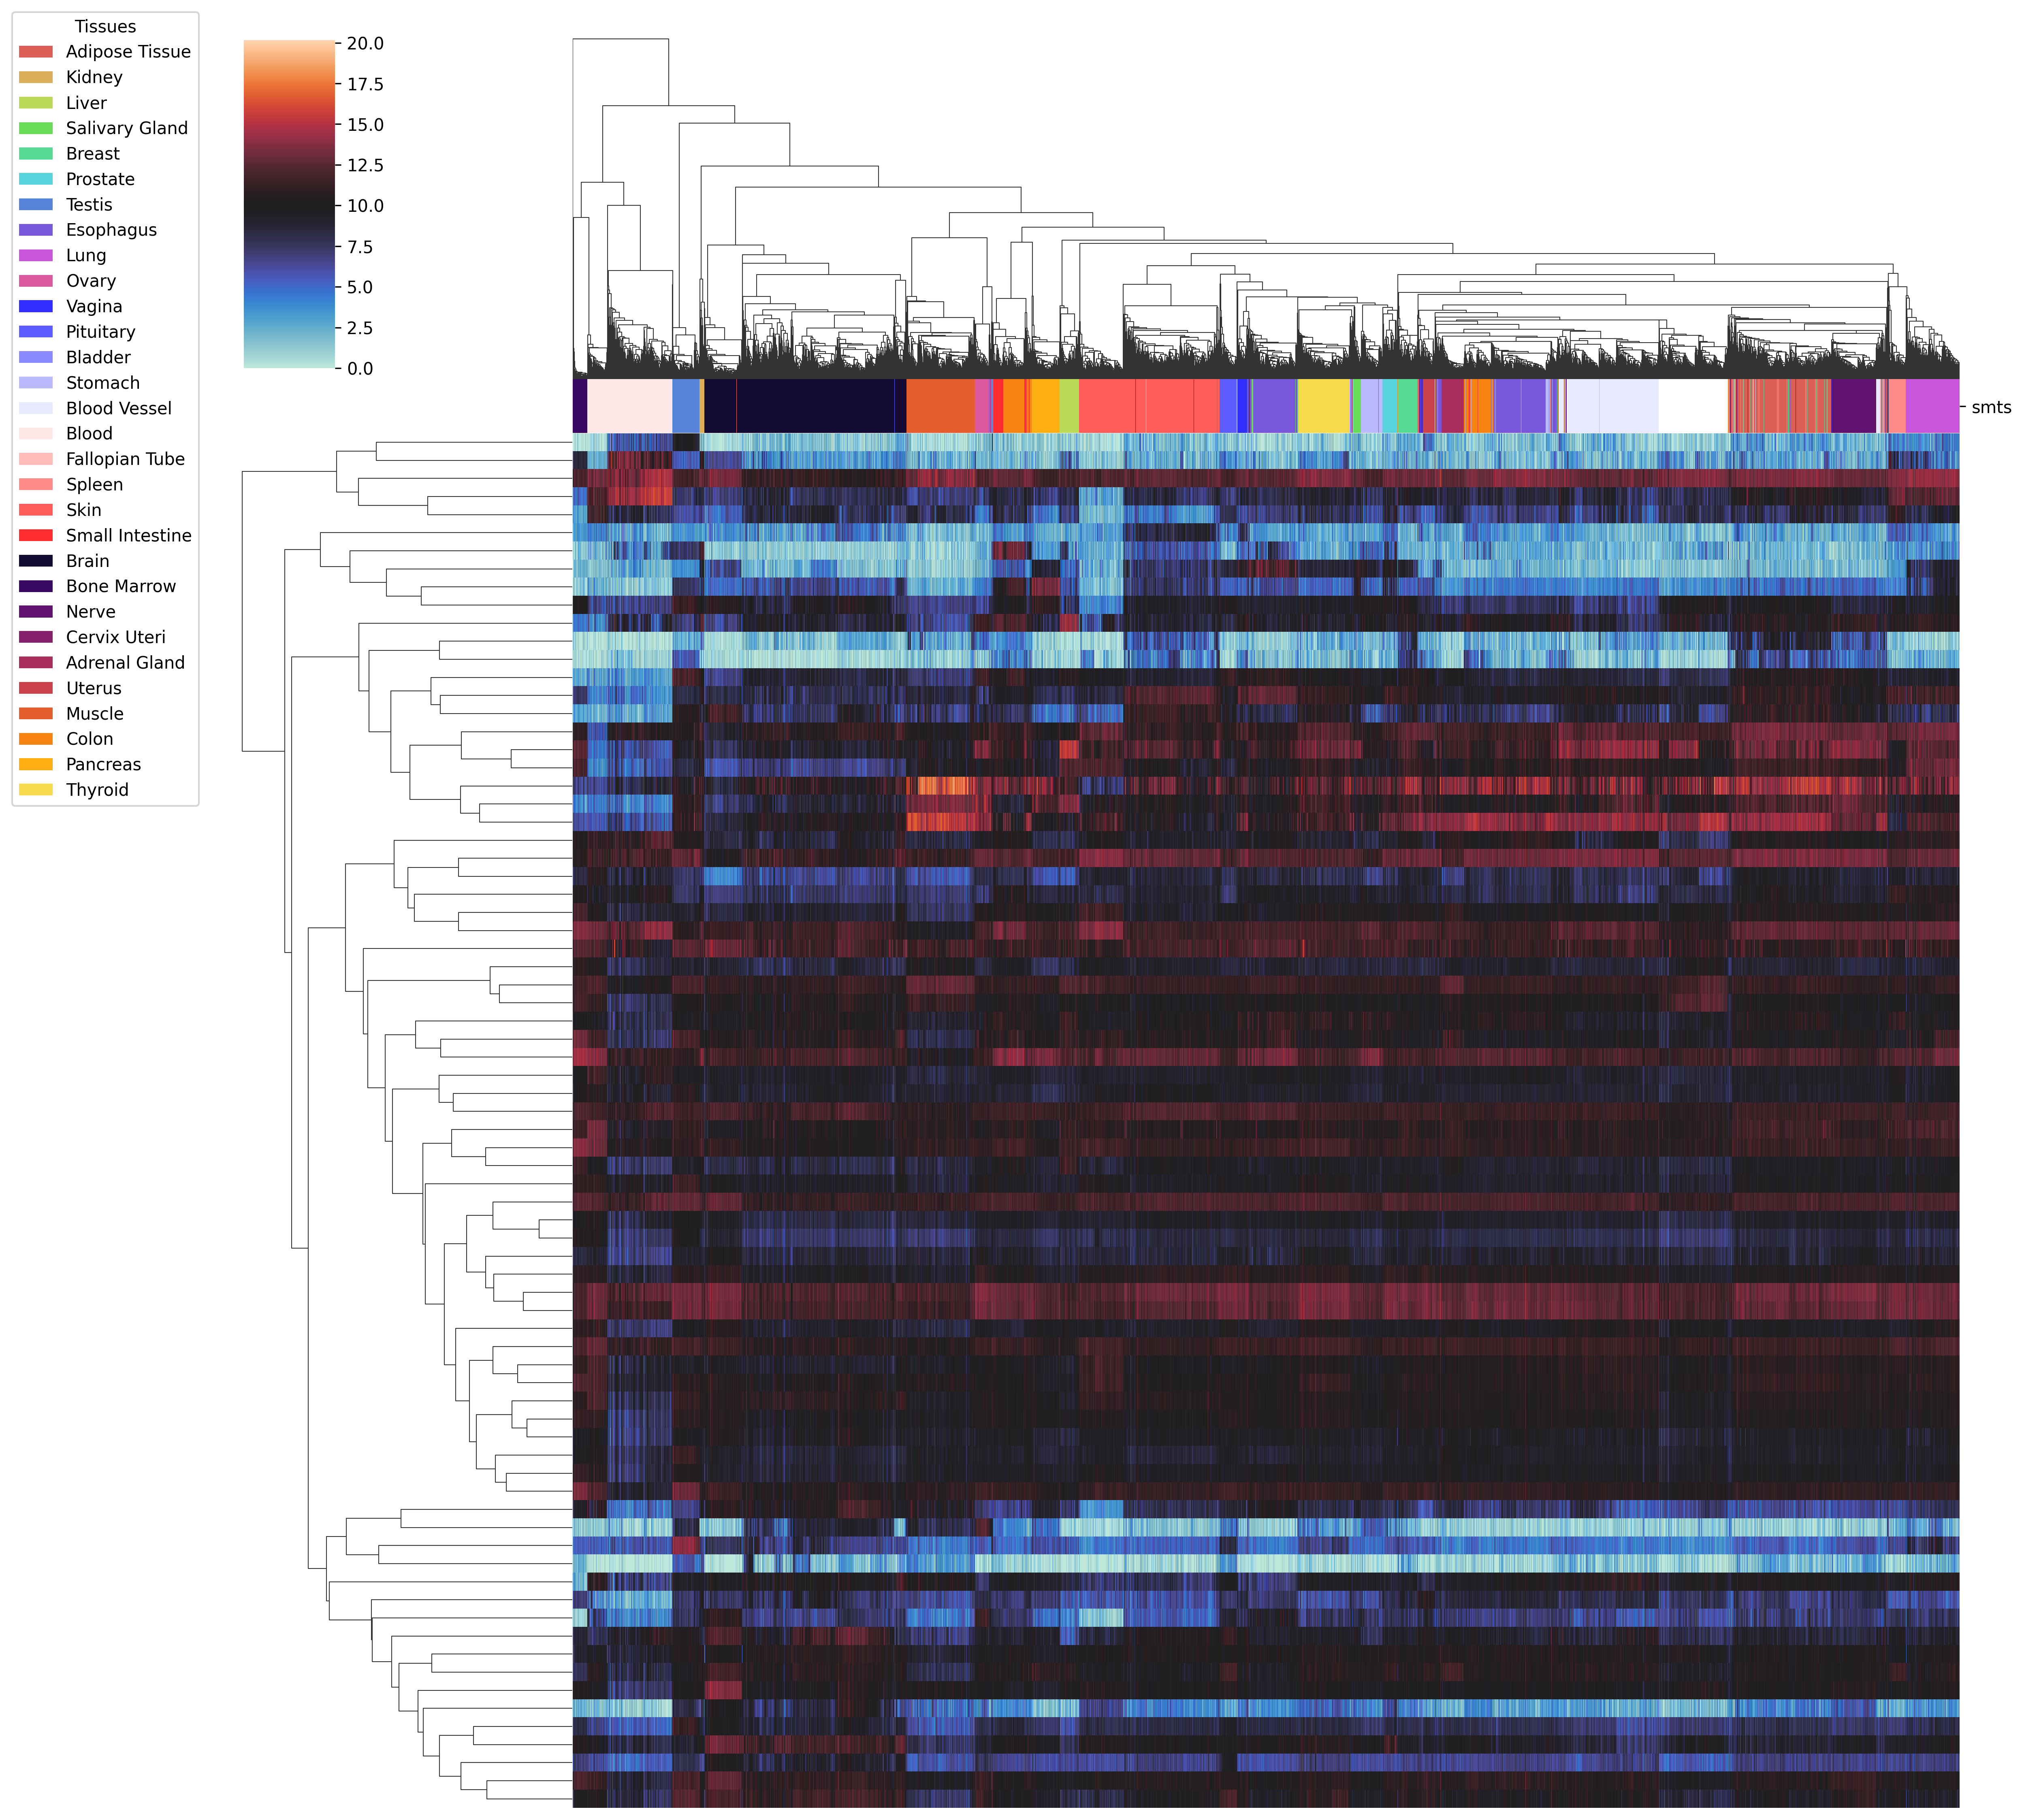 Tissues
Adipose Tissue
Kidney
Liver
Salivary Gland
Breast
Prostate
Testis
Esophagus
Lung
Ovary
Vagina
Pituitary
Bladder
Stomach
Blood Vessel
Blood
Fallopian Tube
Spleen
Skin
Small Intestine
Brain
Bone Marrow
Nerve
Cervix Uteri
Adrenal Gland
Uterus
Muscle
Colon
Pancreas
Thyroid
20.0
17.5
15.0
12.5
10.0
7.5
5.0
2.5
0.0
smts